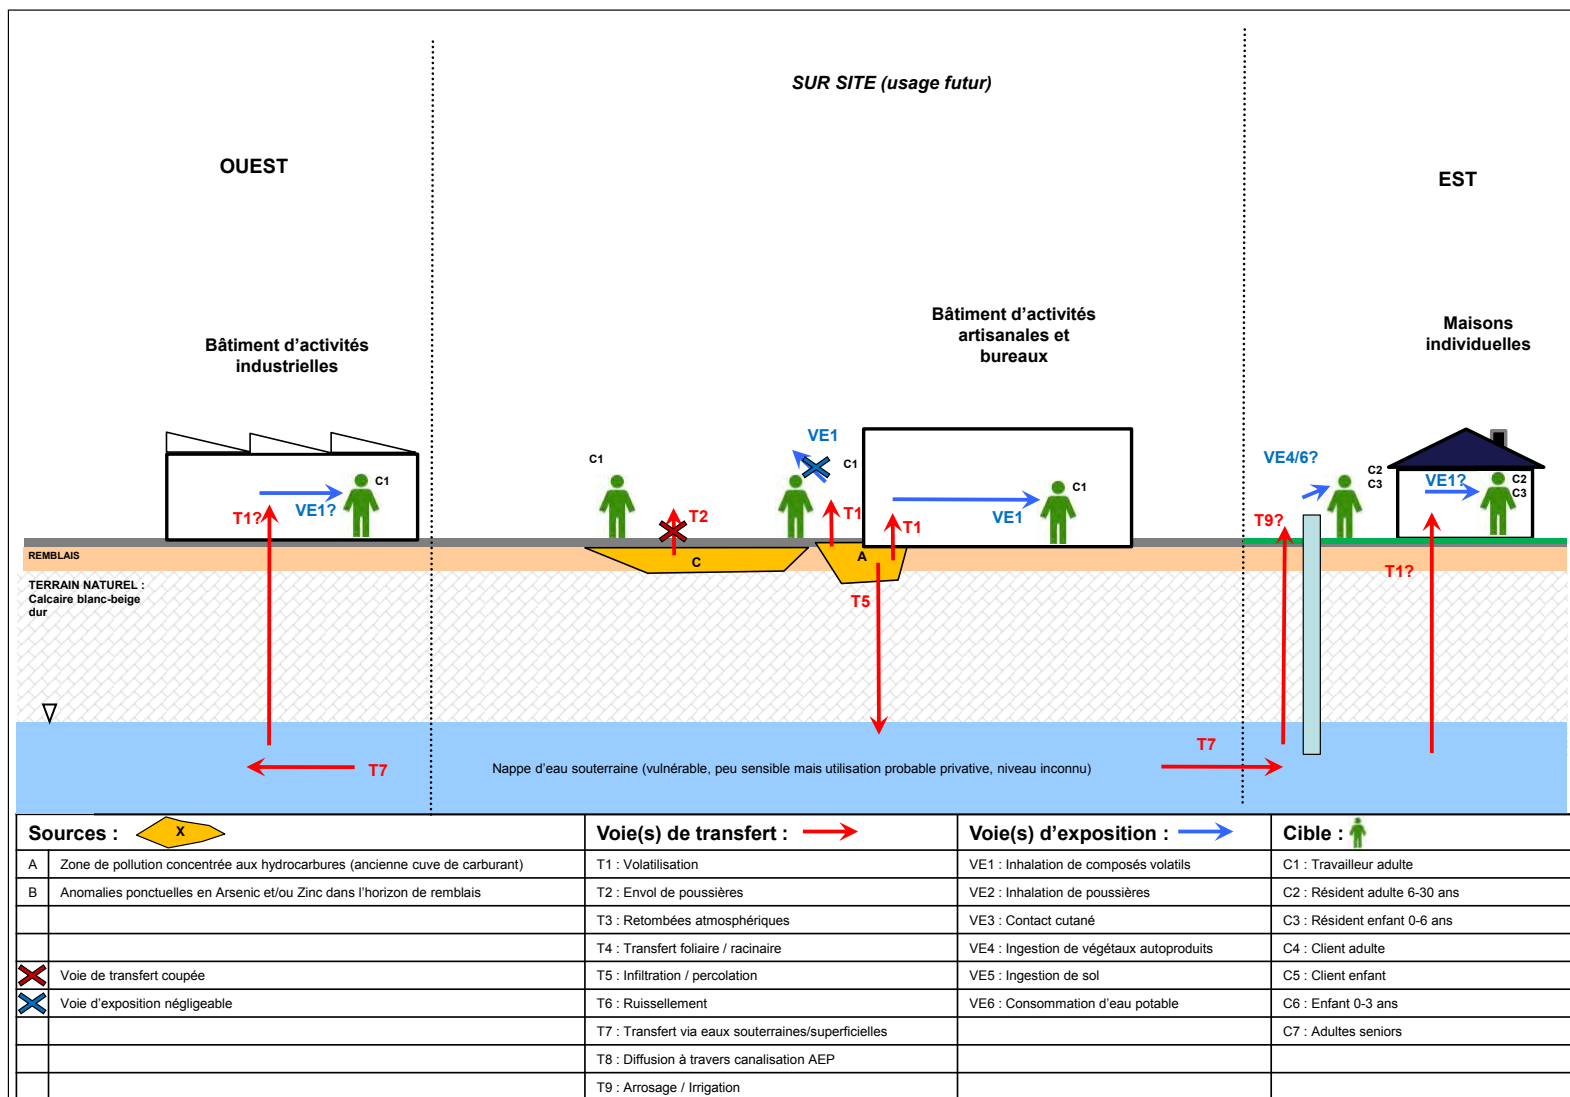 SUR SITE (usage futur)
OUEST
EST
Bâtiment d’activités
industrielles
Bâtiment d’activités
artisanales et
bureaux
Maisons
individuelles
C1
T1?
VE1?
C1
T2
VE1
C1
T1
T1
VE1
C1
VE4/6?
C2
C3
T9?
VE1?
C2
C3
T1?
REMBLAIS
C
A
TERRAIN NATUREL :
Calcaire blanc-beige
dur
T5
T7
Nappe d’eau souterraine (vulnérable, peu sensible mais utilisation probable privative, niveau inconnu)
T7
Sources : X
Voie(s) de transfert :
Voie(s) d’exposition :
Cible :
A Zone de pollution concentrée aux hydrocarbures (ancienne cuve de carburant)
T1 : Volatilisation
VE1 : Inhalation de composés volatils
C1 : Travailleur adulte
B Anomalies ponctuelles en Arsenic et/ou Zinc dans l’horizon de remblais
T2 : Envol de poussières
VE2 : Inhalation de poussières
C2 : Résident adulte 6-30 ans
T3 : Retombées atmosphériques
VE3 : Contact cutané
C3 : Résident enfant 0-6 ans
T4 : Transfert foliaire / racinaire
VE4 : Ingestion de végétaux autoproduits
C4 : Client adulte
Voie de transfert coupée
T5 : Infiltration / percolation
VE5 : Ingestion de sol
C5 : Client enfant
Voie d’exposition négligeable
T6 : Ruissellement
VE6 : Consommation d’eau potable
C6 : Enfant 0-3 ans
T7 : Transfert via eaux souterraines/superficielles
C7 : Adultes seniors
T8 : Diffusion à travers canalisation AEP
T9 : Arrosage / Irrigation